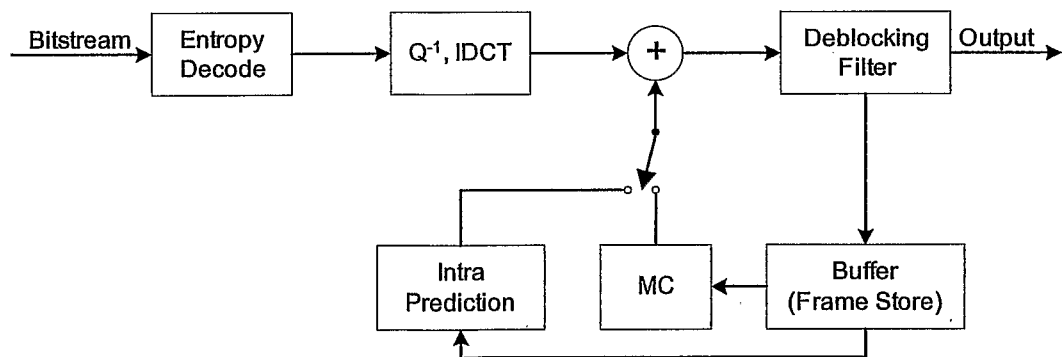 Bitstream
Entropy
Decode
Q⁻¹, IDCT
+
Deblocking
Filter
Output
Intra
Prediction
MC
Buffer
(Frame Store)